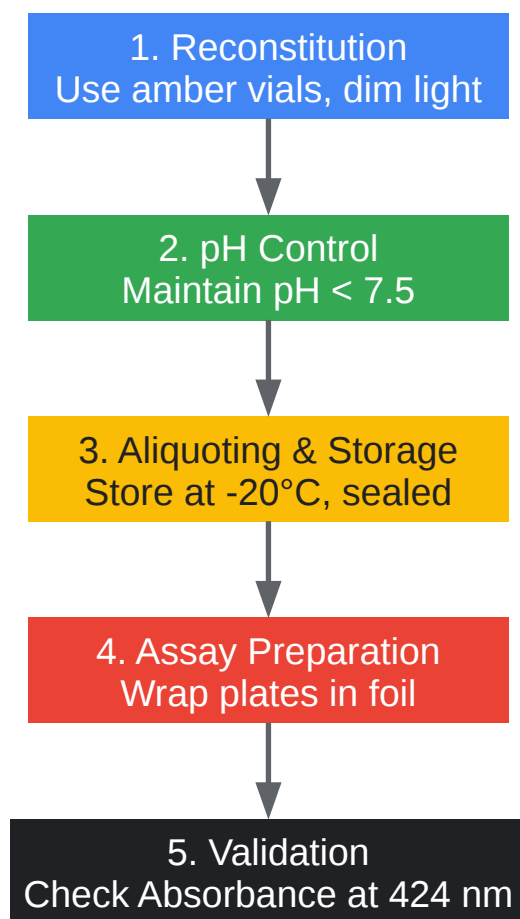 1. Reconstitution
Use amber vials, dim light
2. pH Control
Maintain pH < 7.5
3. Aliquoting & Storage
Store at -20°C, sealed
4. Assay Preparation
Wrap plates in foil
5. Validation
Check Absorbance at 424 nm